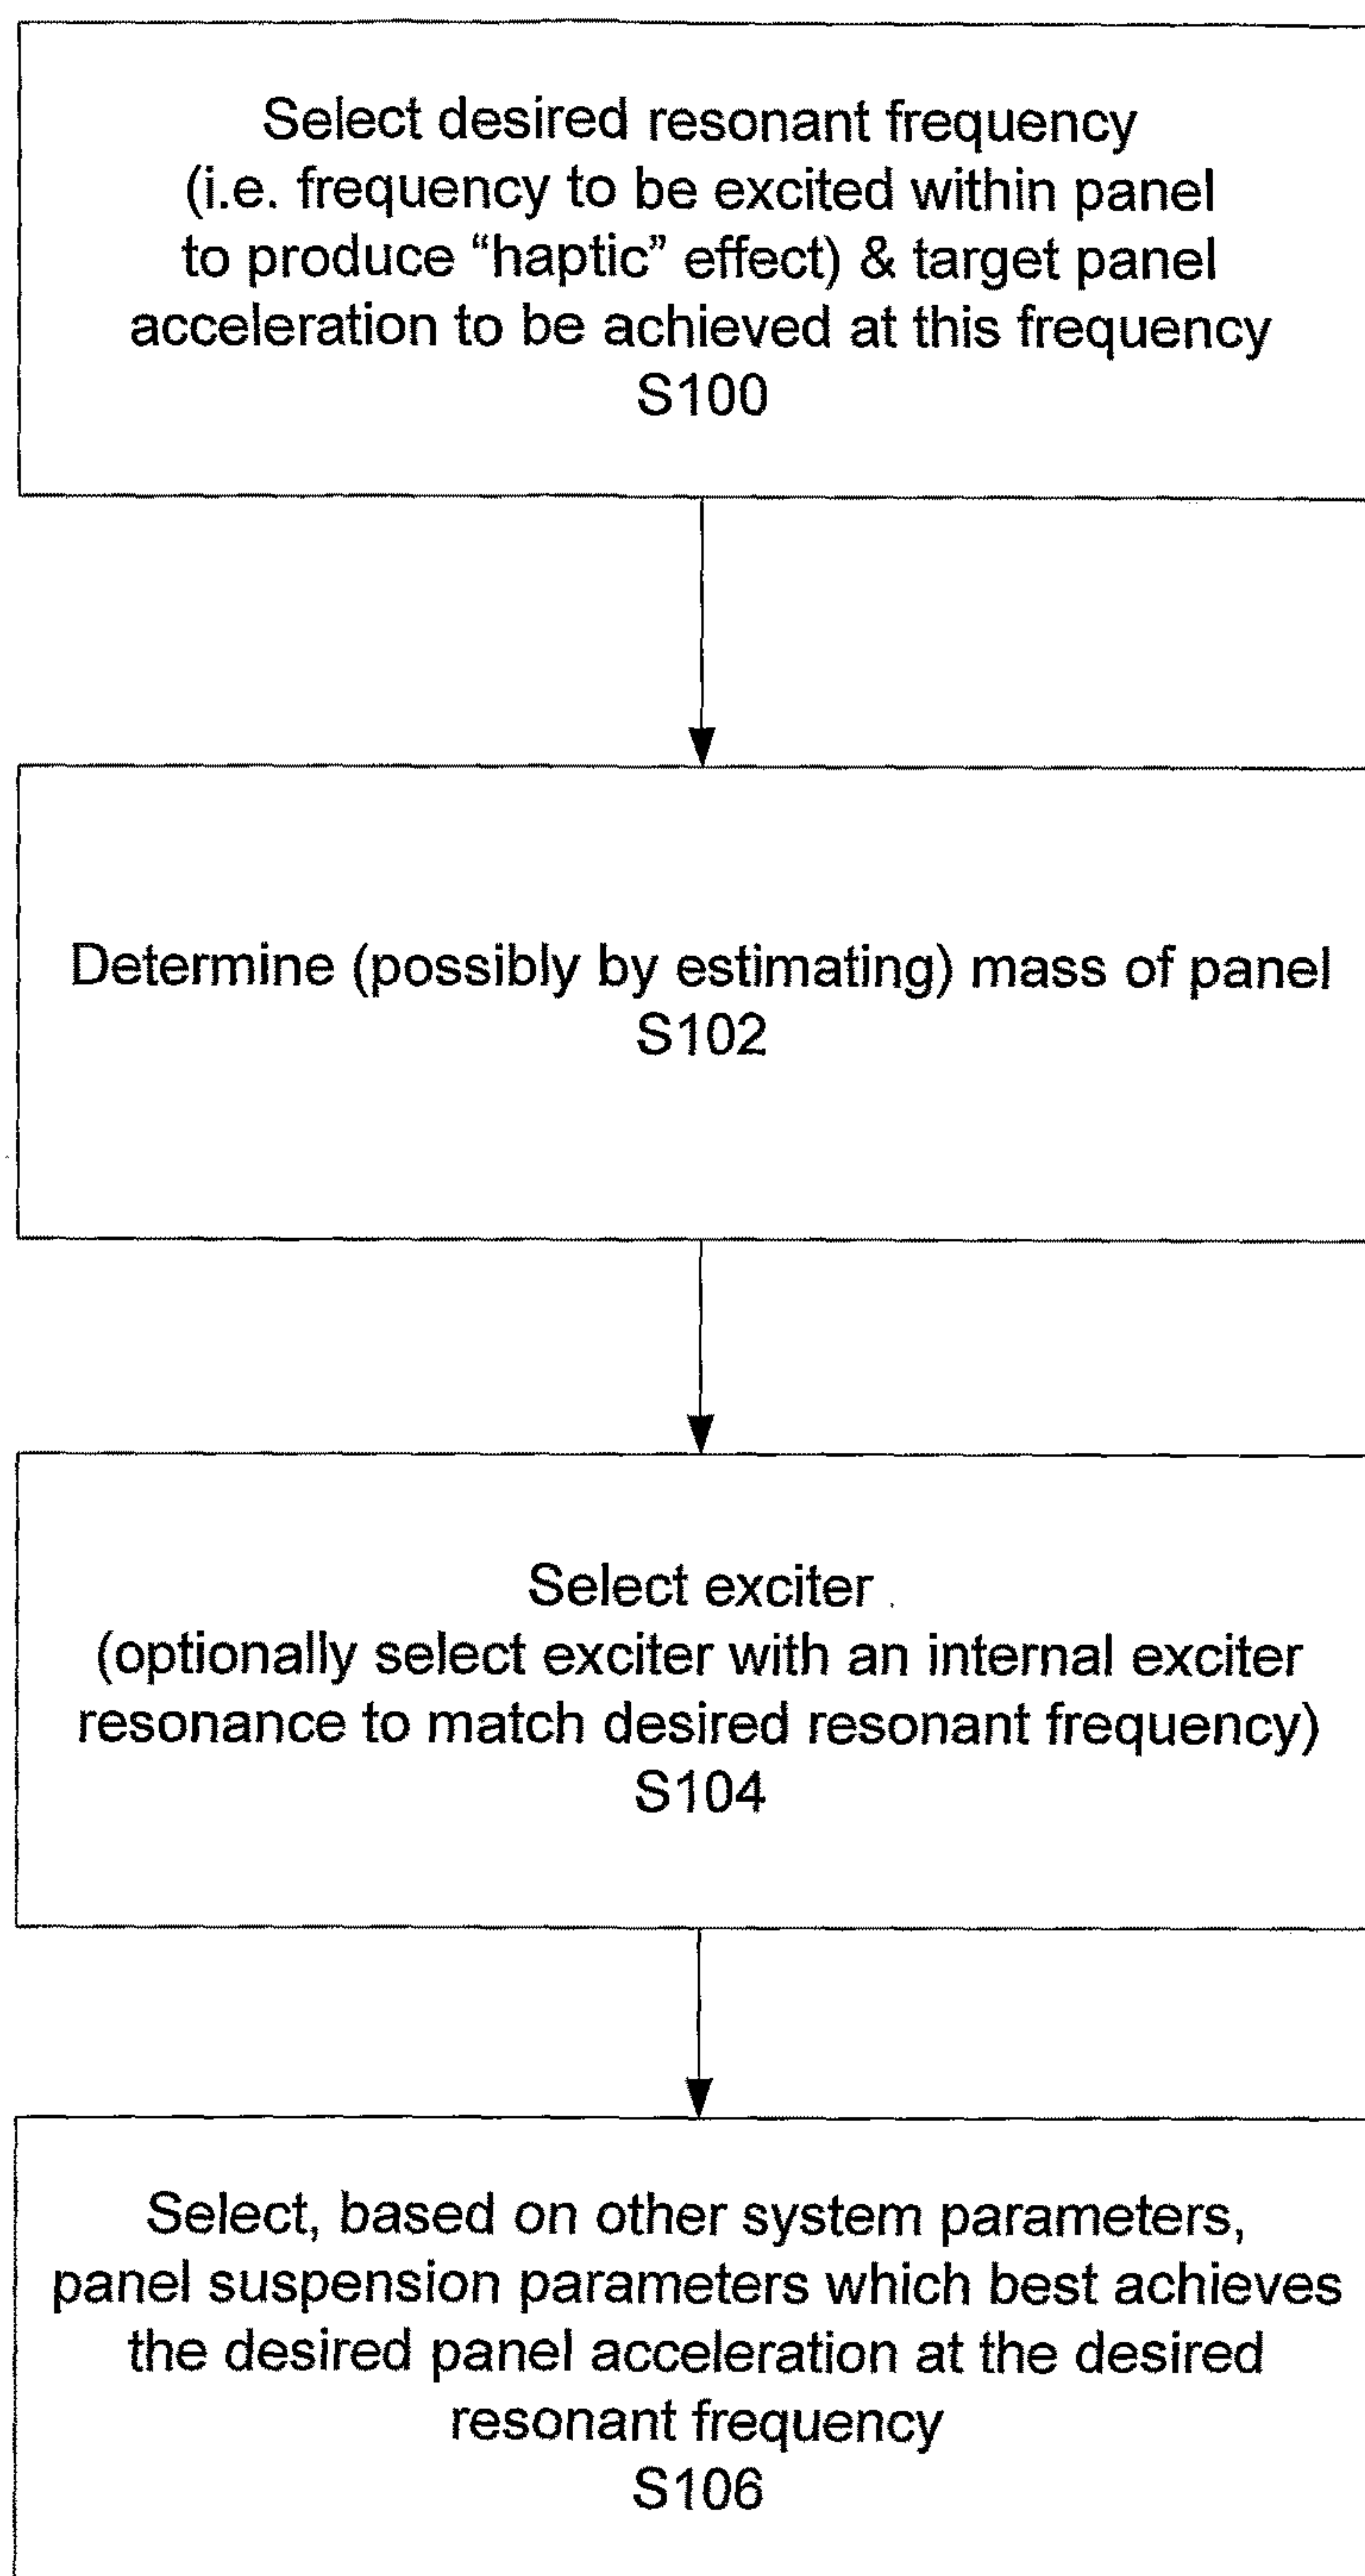 Select desired resonant frequency
(i.e. frequency to be excited within panel
to produce “haptic” effect) & target panel
acceleration to be achieved at this frequency
S100
Determine (possibly by estimating) mass of panel
S102
Select exciter
(optionally select exciter with an internal exciter
resonance to match desired resonant frequency)
S104
Select, based on other system parameters,
panel suspension parameters which best achieves
the desired panel acceleration at the desired
resonant frequency
S106